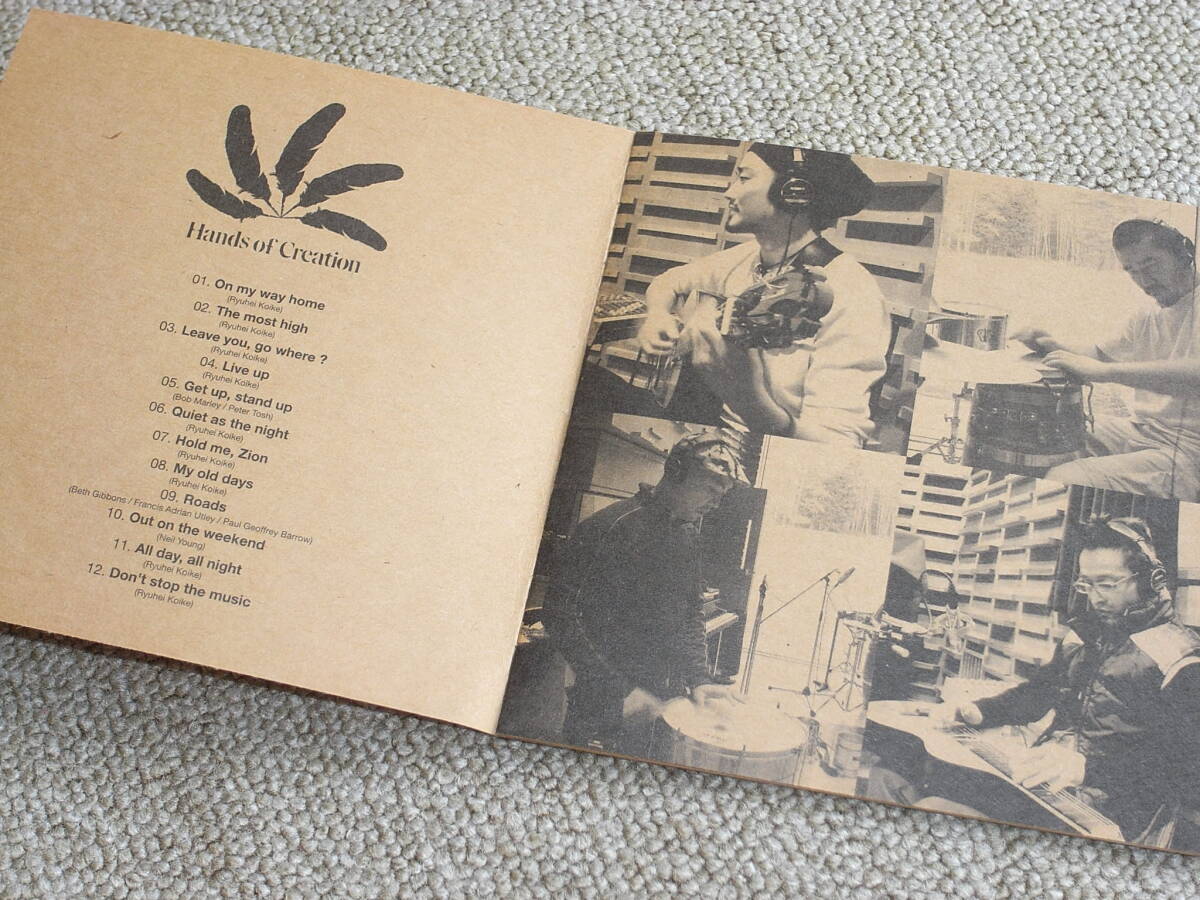 Hands of Creation
01. On my way home
(Ryuhei Koike)
02. The most high
(Ryuhei Koike)
03. Leave you, go where ?
(Ryuhei Koike)
04. Live up
(Ryuhei Koike)
05. Get up, stand up
(Bob Marley / Peter Tosh)
06. Quiet as the night
(Ryuhei Koike)
07. Hold me, Zion
(Ryuhei Koike)
08. My old days
(Ryuhei Koike)
09. Roads
(Beth Gibbons / Francis Adrian Utley / Paul Geoffrey Barrow)
10. Out on the weekend
(Neil Young)
11. All day, all night
(Ryuhei Koike)
12. Don't stop the music
(Ryuhei Koike)